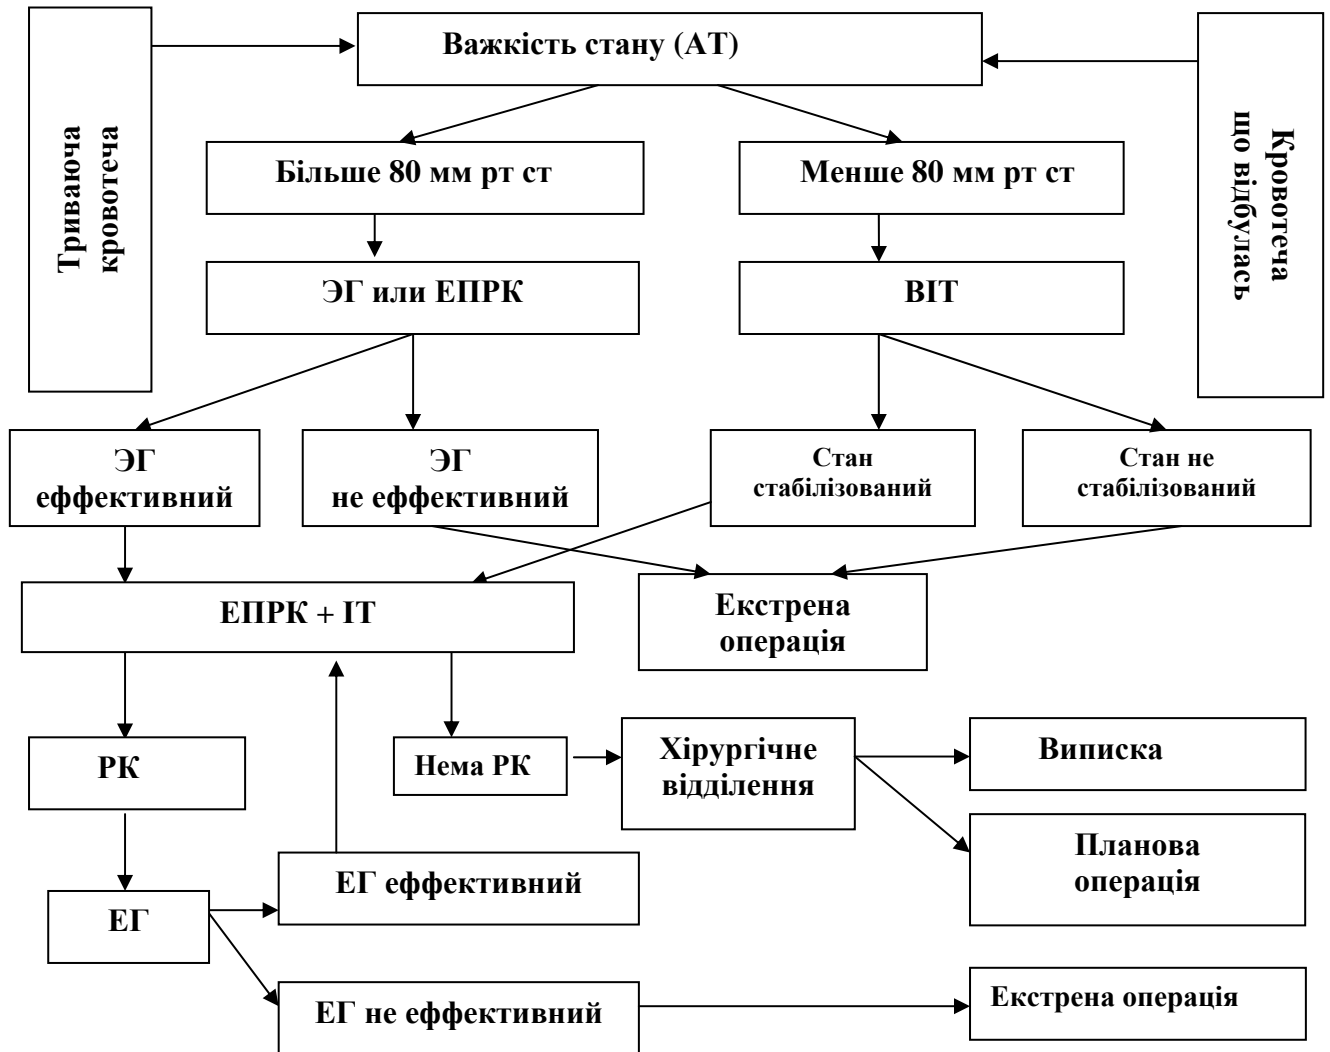 Важкість стану (АТ)
Триваюча
кровотеча
Кровотеча
що відбулась
Більше 80 мм рт ст
Менше 80 мм рт ст
ЭГ или ЕПРК
ВІТ
ЭГ
еффективний
ЭГ
не еффективний
Стан
стабілізований
Стан не
стабілізований
ЕПРК + ІТ
Екстрена
операція
РК
Нема РК
Хірургічне
відділення
Виписка
Планова
операція
ЕГ еффективний
ЕГ
ЕГ не еффективний
Екстрена операція